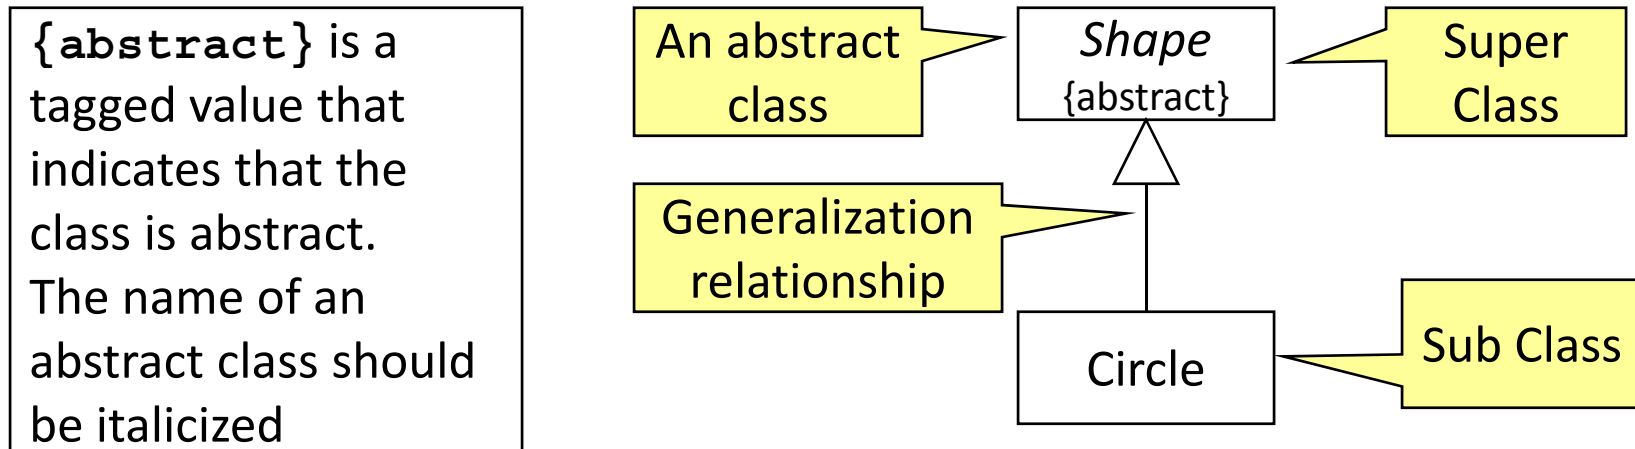 {abstract} is a
tagged value that
indicates that the
class is abstract.
The name of an
abstract class should
be italicized
An abstract
class
Shape
{abstract}
Super
Class
Generalization
relationship
Circle
Sub Class